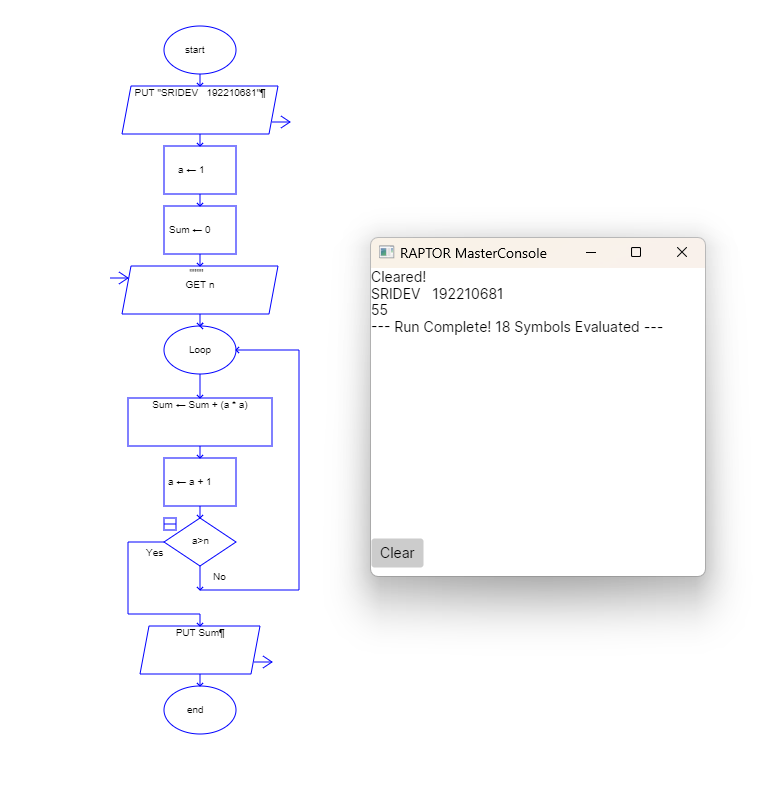 start
PUT "SRIDEV   192210681"¶
a ← 1
Sum ← 0
""""
GET n
Loop
Sum ← Sum + (a * a)
a ← a + 1
a>n
Yes
No
PUT Sum¶
end
RAPTOR MasterConsole
Cleared!
SRIDEV   192210681
55
--- Run Complete! 18 Symbols Evaluated ---
Clear